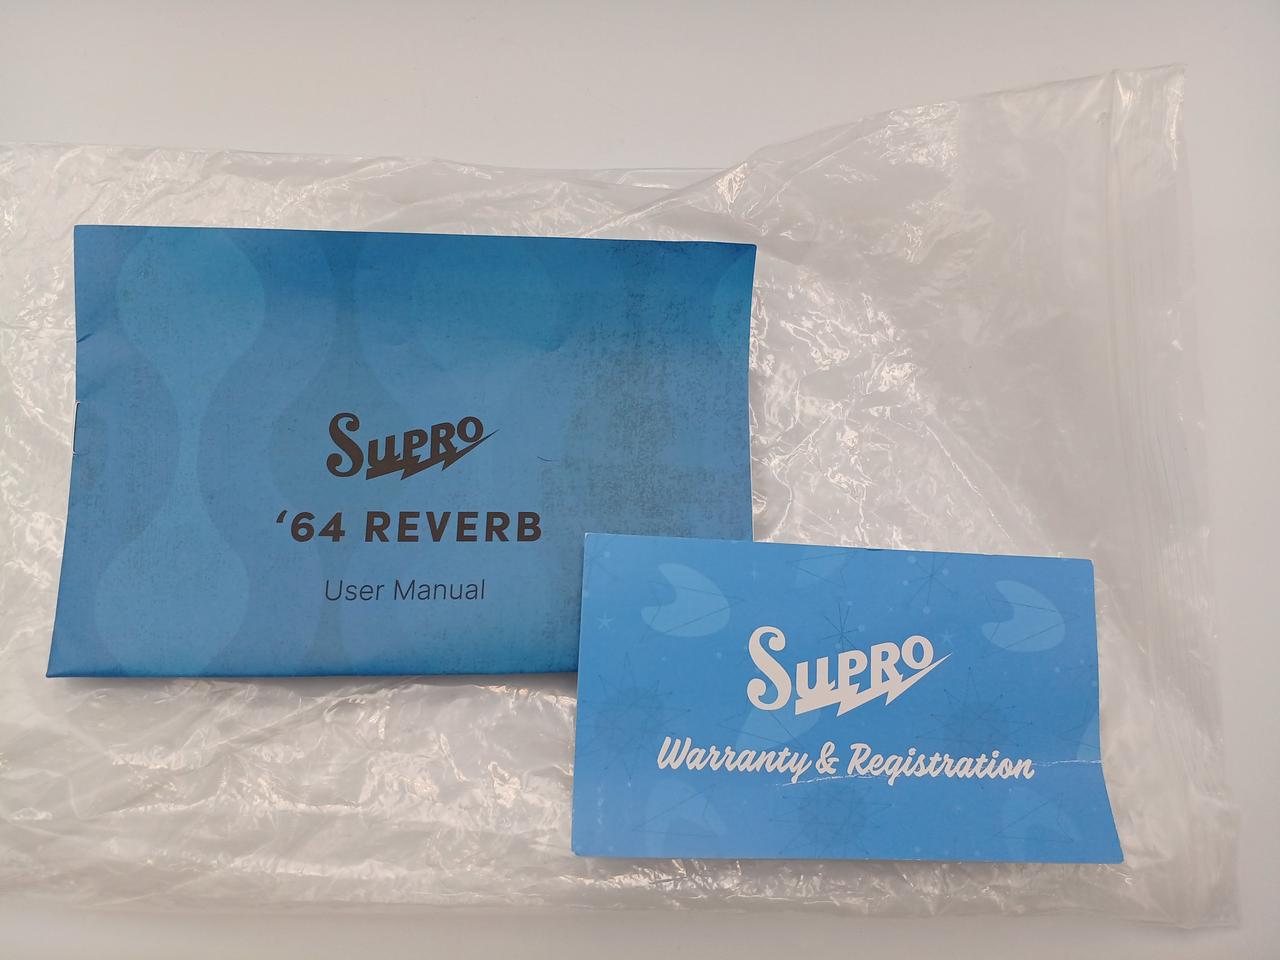 SUPRO
‘64 REVERB
User Manual
SUPRO
Warranty & Registration